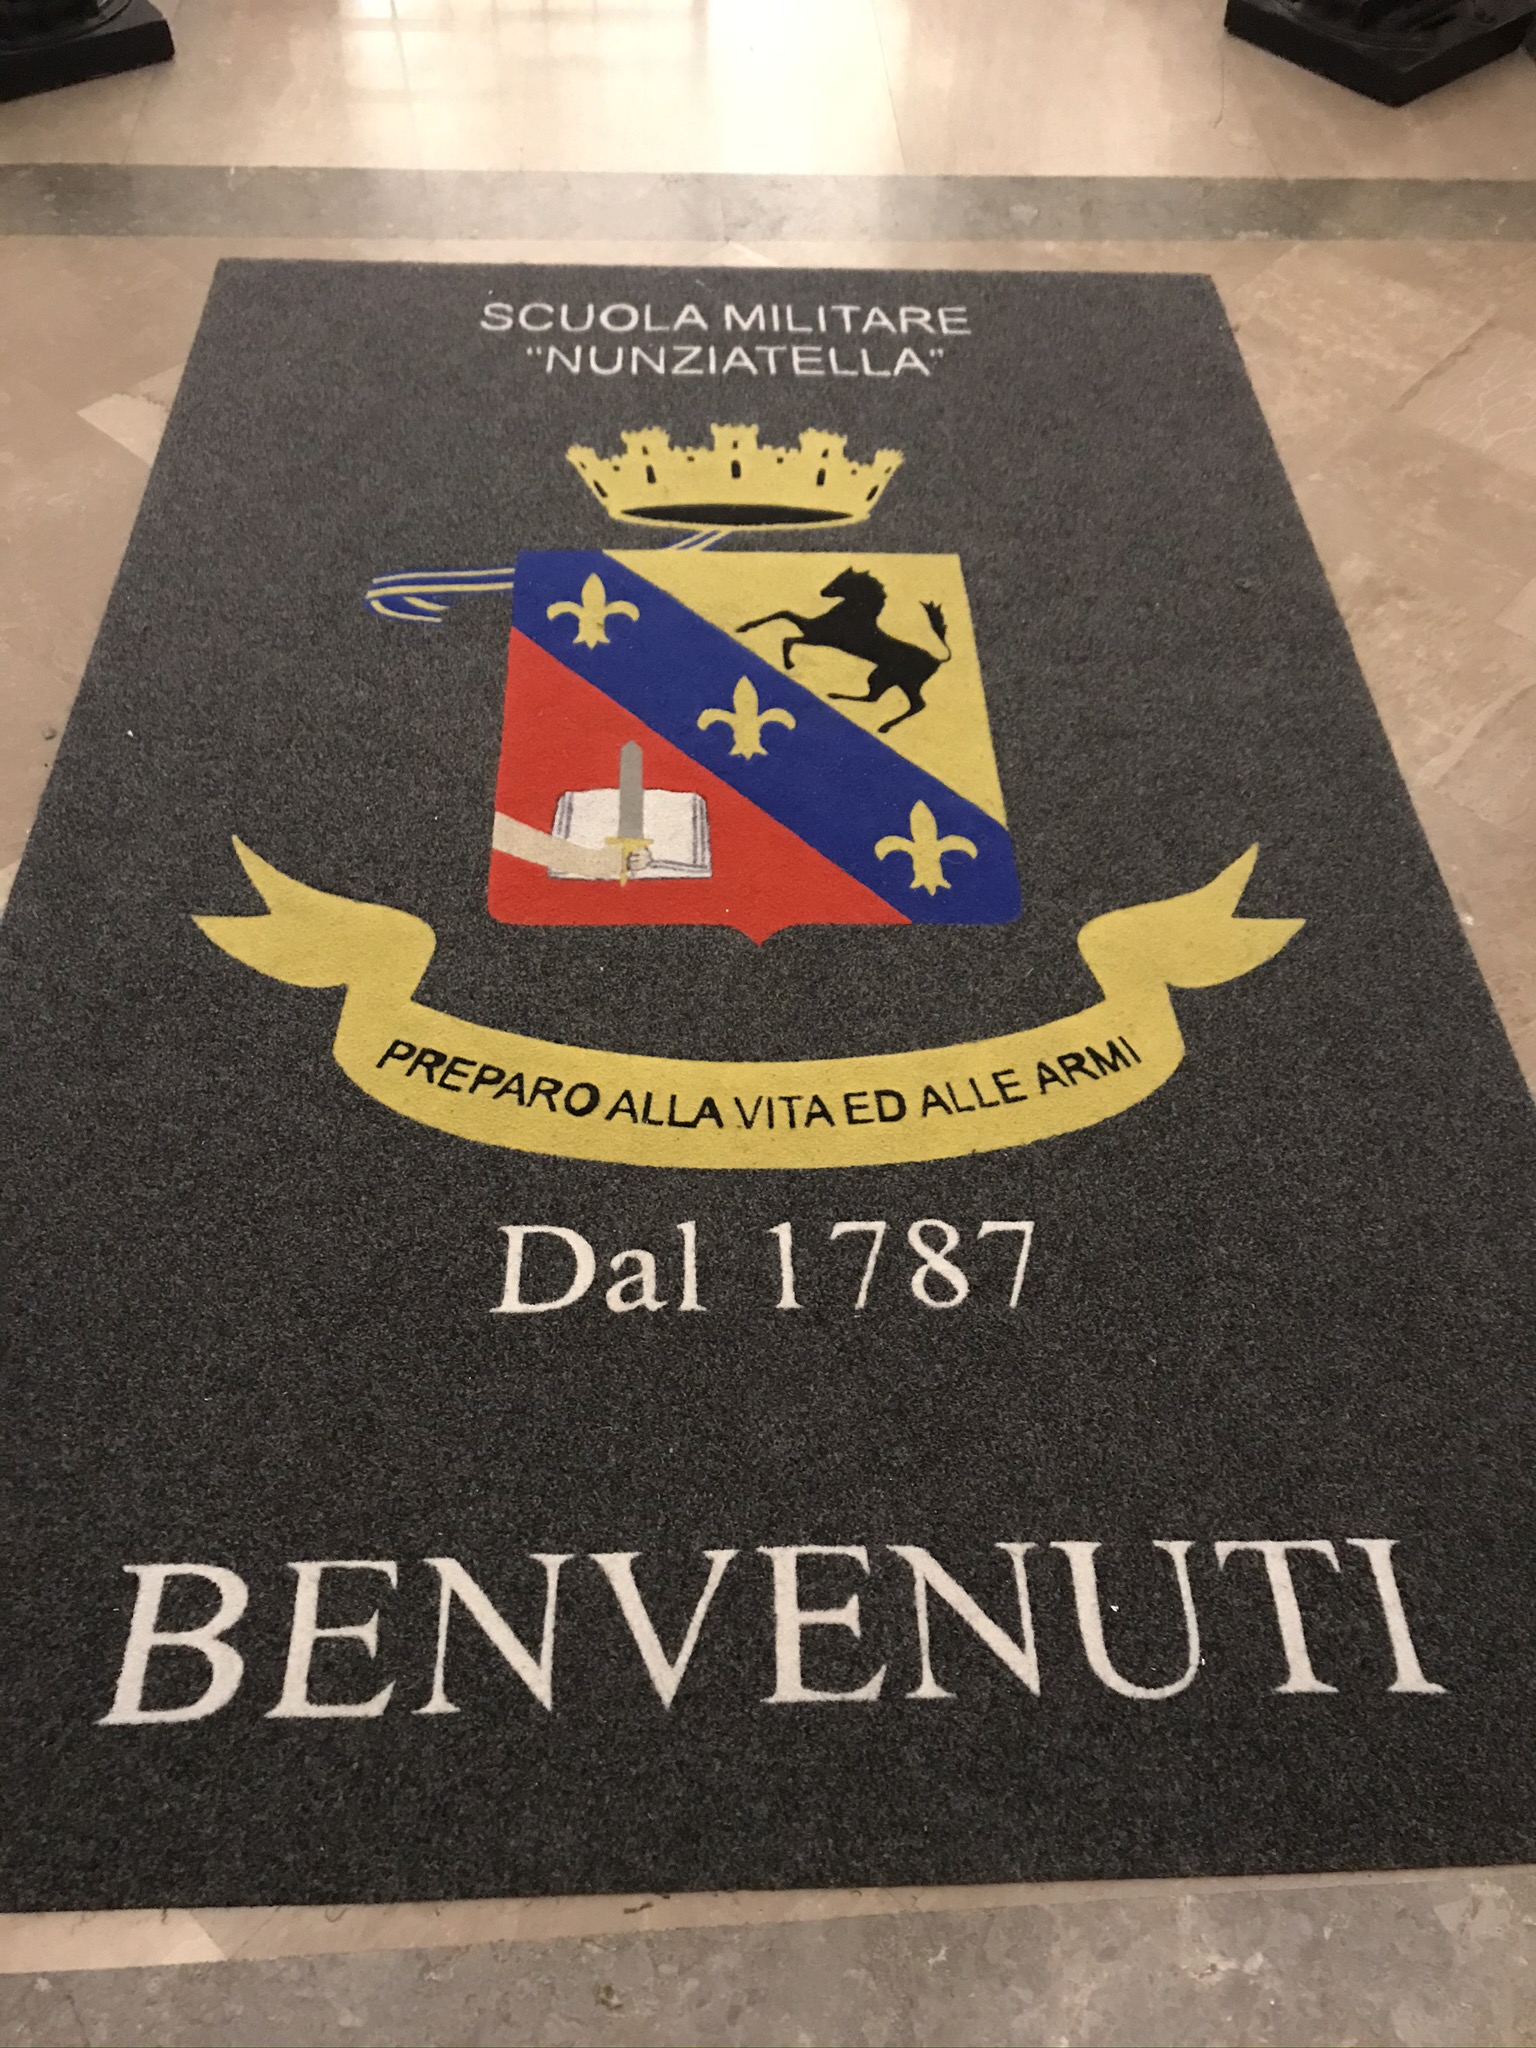 SCUOLA MILITARE
"NUNZIATELLA"
PREPARO ALLA VITA ED ALLE ARMI
Dal 1787
BENVENUTI